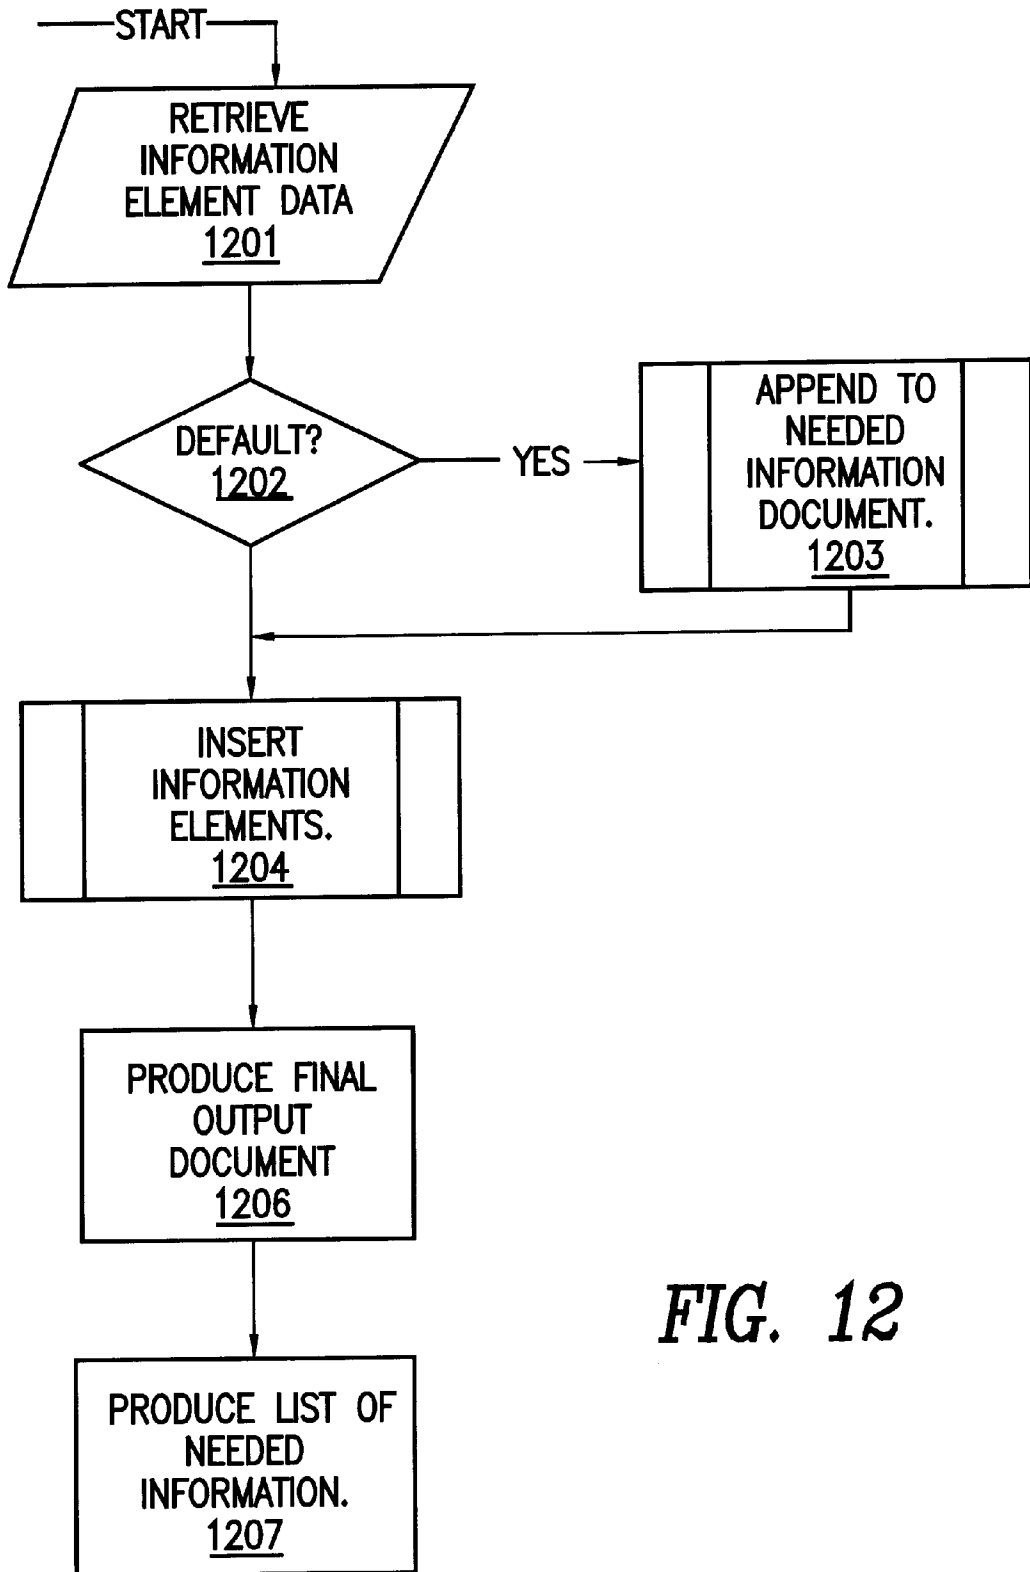 START
RETRIEVE
INFORMATION
ELEMENT DATA
1201
DEFAULT?
1202
YES
APPEND TO
NEEDED
INFORMATION
DOCUMENT.
1203
INSERT
INFORMATION
ELEMENTS.
1204
PRODUCE FINAL
OUTPUT
DOCUMENT
1206
PRODUCE LIST OF
NEEDED
INFORMATION.
1207
FIG. 12